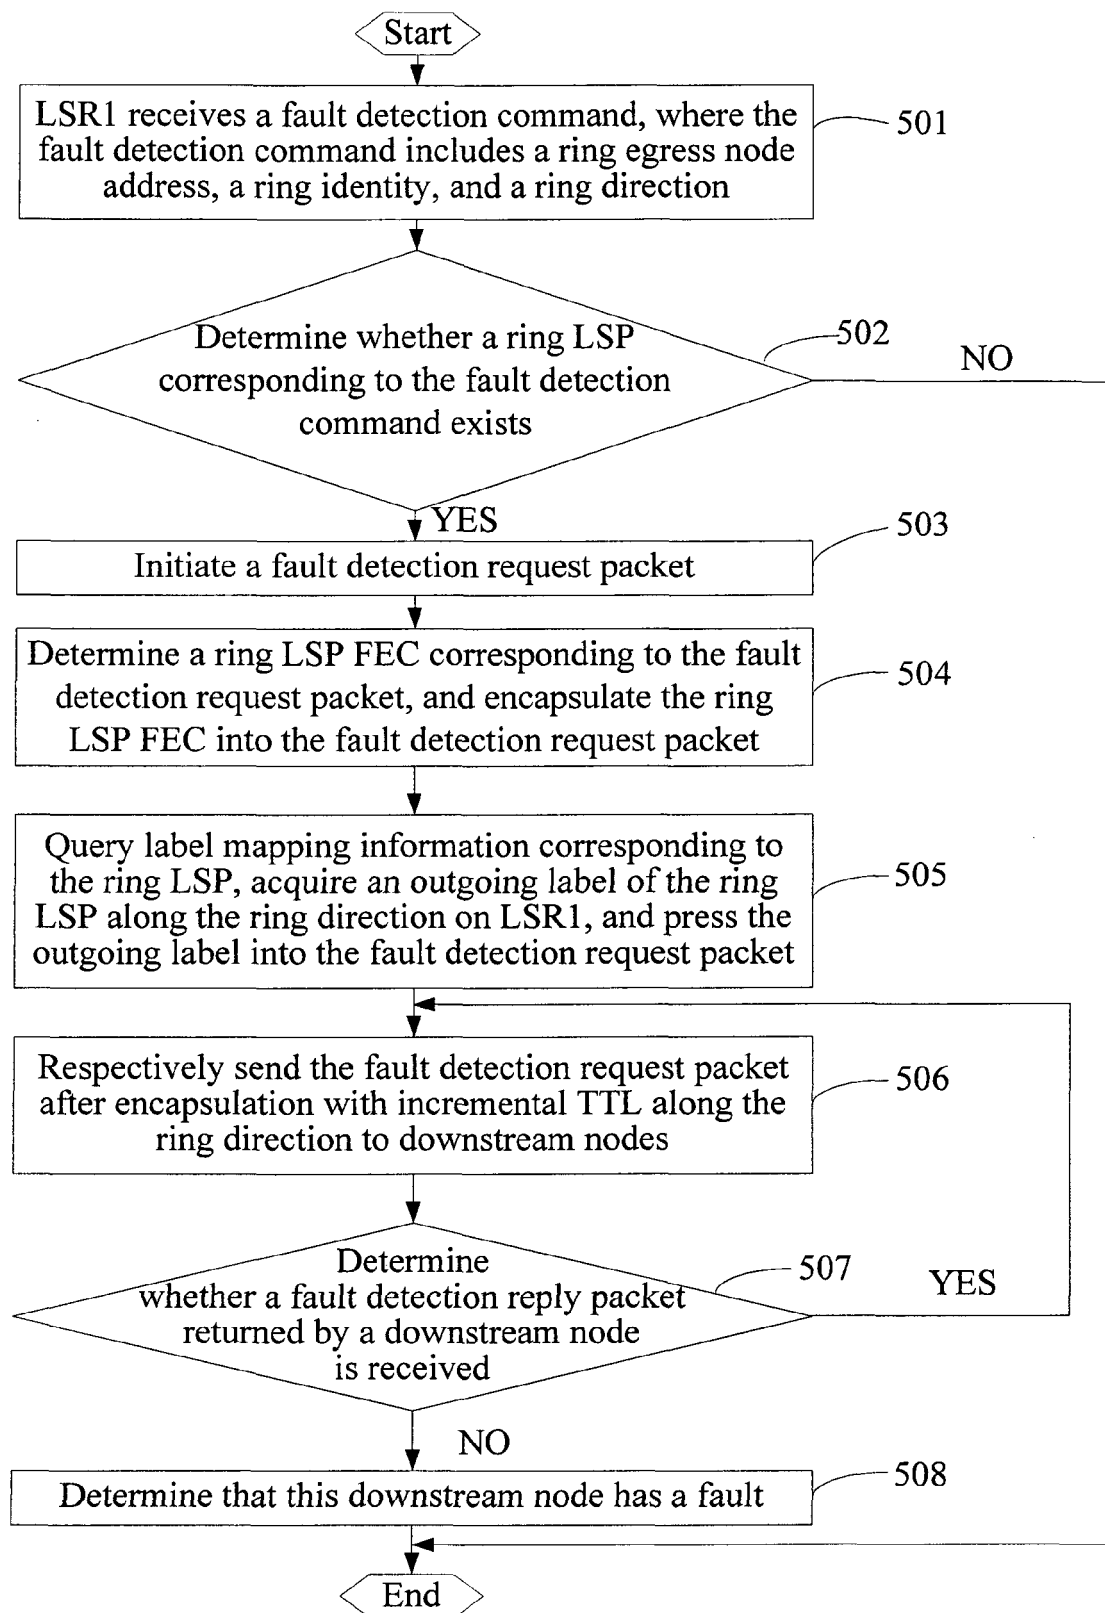 Start
LSR1 receives a fault detection command, where the
fault detection command includes a ring egress node
address, a ring identity, and a ring direction
501
Determine whether a ring LSP
corresponding to the fault detection
command exists
502
NO
YES
503
Initiate a fault detection request packet
Determine a ring LSP FEC corresponding to the fault
detection request packet, and encapsulate the ring
LSP FEC into the fault detection request packet
504
Query label mapping information corresponding to
the ring LSP, acquire an outgoing label of the ring
LSP along the ring direction on LSR1, and press the
outgoing label into the fault detection request packet
505
Respectively send the fault detection request packet
after encapsulation with incremental TTL along the
ring direction to downstream nodes
506
Determine
whether a fault detection reply packet
returned by a downstream node
is received
507
YES
NO
508
Determine that this downstream node has a fault
End